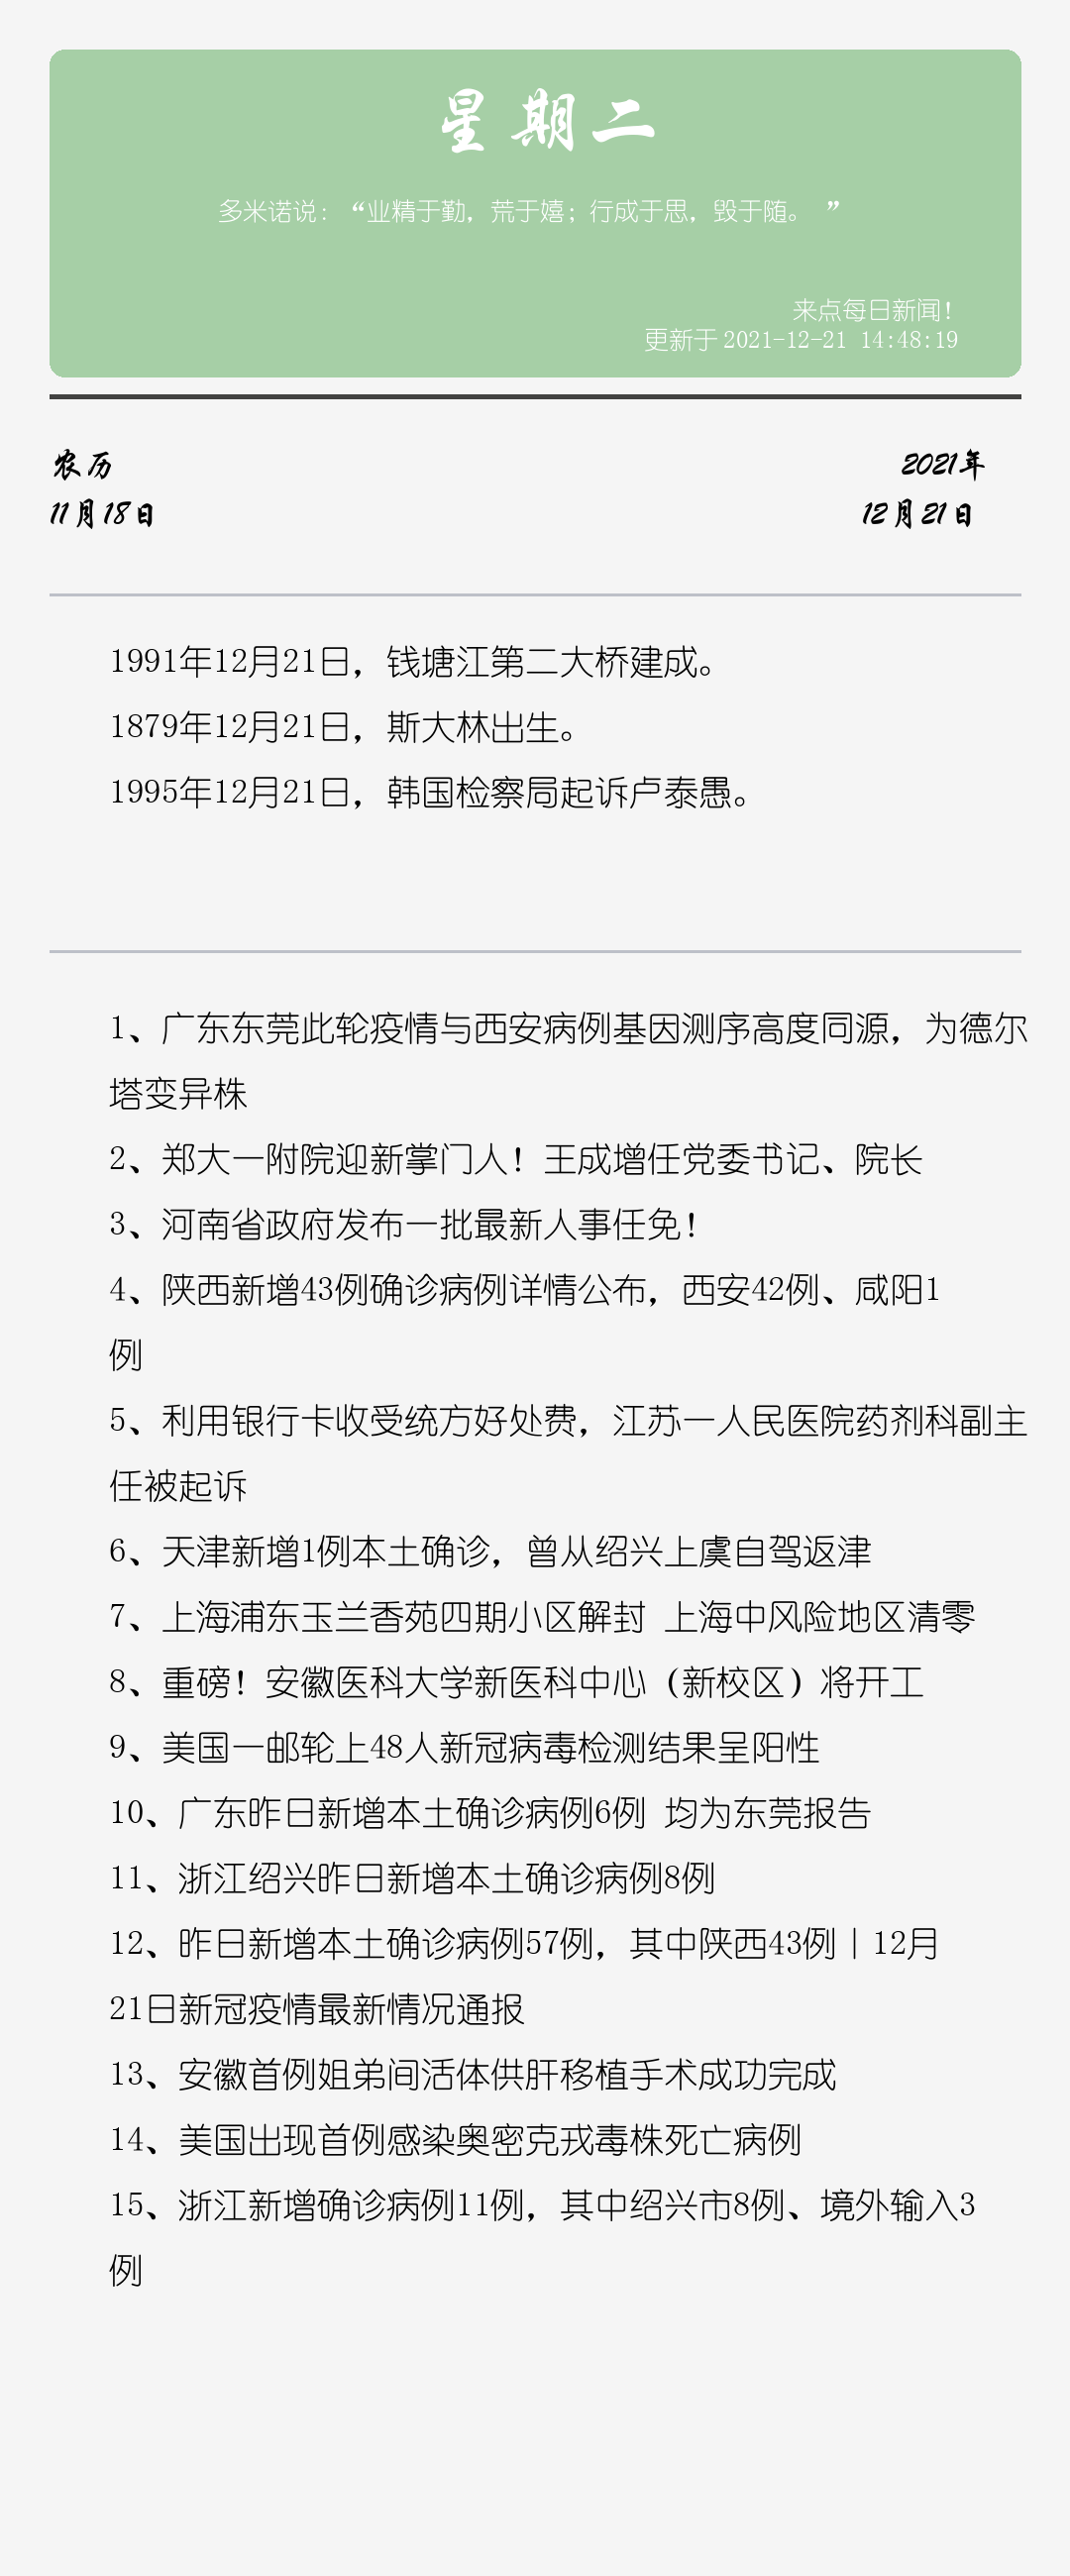 星期二
多米诺说：“业精于勤，荒于嬉；行成于思，毁于随。 ”
来点每日新闻！
更新于 2021-12-21 14:48:19
农历
2021年
11月18日
12月21日
1991年12月21日，钱塘江第二大桥建成。
1879年12月21日，斯大林出生。
1995年12月21日，韩国检察局起诉卢泰愚。
1、广东东莞此轮疫情与西安病例基因测序高度同源，为德尔
塔变异株
2、郑大一附院迎新掌门人！王成增任党委书记、院长
3、河南省政府发布一批最新人事任免！
4、陕西新增43例确诊病例详情公布，西安42例、咸阳1
例
5、利用银行卡收受统方好处费，江苏一人民医院药剂科副主
任被起诉
6、天津新增1例本土确诊，曾从绍兴上虞自驾返津
7、上海浦东玉兰香苑四期小区解封 上海中风险地区清零
8、重磅！安徽医科大学新医科中心（新校区）将开工
9、美国一邮轮上48人新冠病毒检测结果呈阳性
10、广东昨日新增本土确诊病例6例 均为东莞报告
11、浙江绍兴昨日新增本土确诊病例8例
12、昨日新增本土确诊病例57例，其中陕西43例丨12月
21日新冠疫情最新情况通报
13、安徽首例姐弟间活体供肝移植手术成功完成
14、美国出现首例感染奥密克戎毒株死亡病例
15、浙江新增确诊病例11例，其中绍兴市8例、境外输入3
例